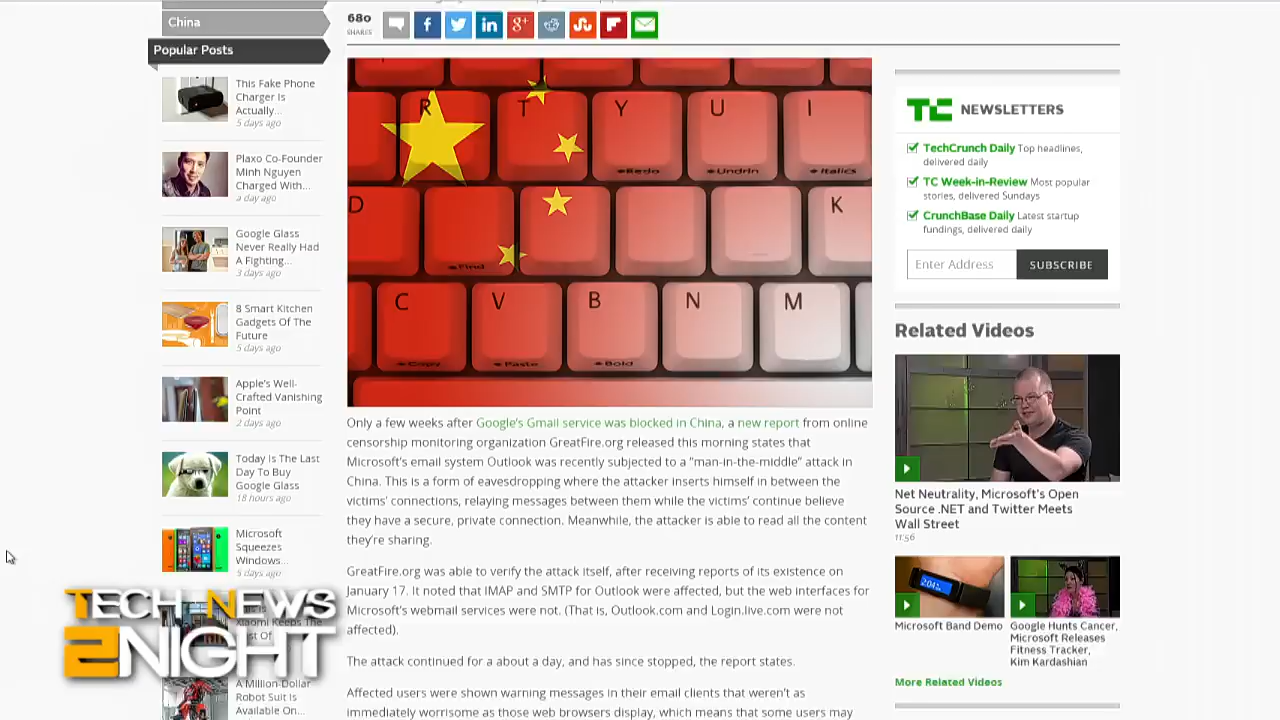 China
Popular Posts
This Fake Phone
Charger Is
Actually...
5 days ago
Plaxo Co-Founder
Minh Nguyen
Charged With...
a day ago
Google Glass
Never Really Had
A Fighting...
3 days ago
8 Smart Kitchen
Gadgets Of The
Future
5 days ago
Apple's Well-
Crafted Vanishing
Point
2 days ago
Today Is The Last
Day To Buy
Google Glass
18 hours ago
Microsoft
Squeezes
Windows...
5 days ago
Xiaomi Keeps The
A Million-Dollar
Robot Suit Is
Available On...
TECH NEWS
2NIGHT
680
SHARES
f
in
g+
R T Y U I
Redo Undrin Italics
D K
Find
C V B N M
Copy Paste Bold
Only a few weeks after Google's Gmail service was blocked in China, a new report from online
censorship monitoring organization GreatFire.org released this morning states that
Microsoft's email system Outlook was recently subjected to a "man-in-the-middle" attack in
China. This is a form of eavesdropping where the attacker inserts himself in between the
victims' connections, relaying messages between them while the victims' continue believe
they have a secure, private connection. Meanwhile, the attacker is able to read all the content
they're sharing.
GreatFire.org was able to verify the attack itself, after receiving reports of its existence on
January 17. It noted that IMAP and SMTP for Outlook were affected, but the web interfaces for
Microsoft's webmail services were not. (That is, Outlook.com and Login.live.com were not
affected).
The attack continued for a about a day, and has since stopped, the report states.
Affected users were shown warning messages in their email clients that weren't as
immediately worrisome as those web browsers display, which means that some users may
TC NEWSLETTERS
TechCrunch Daily Top headlines,
delivered daily
TC Week-in-Review Most popular
stories, delivered Sundays
CrunchBase Daily Latest startup
fundings, delivered daily
Enter Address SUBSCRIBE
Related Videos
Net Neutrality, Microsoft's Open
Source .NET and Twitter Meets
Wall Street
11:56
Microsoft Band Demo
Google Hunts Cancer,
Microsoft Releases
Fitness Tracker,
Kim Kardashian
More Related Videos